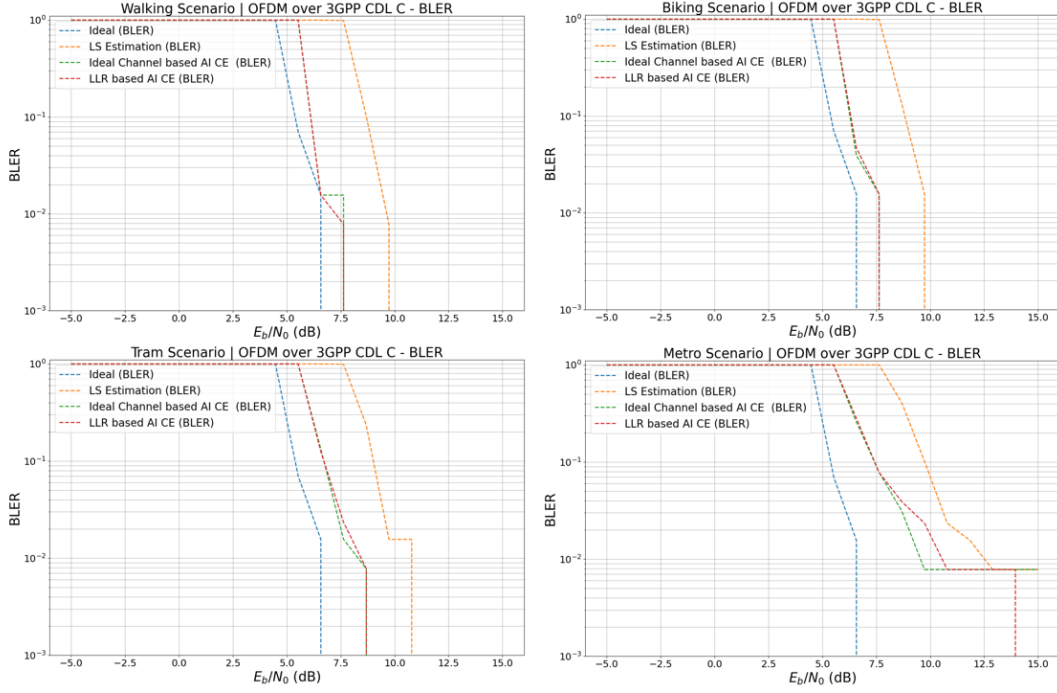 Walking Scenario | OFDM over 3GPP CDL C - BLER
Ideal (BLER)
LS Estimation (BLER)
Ideal Channel based AI CE (BLER)
LLR based AI CE (BLER)
BLER
10⁰
10⁻¹
10⁻²
10⁻³
−5.0 −2.5 0.0 2.5 5.0 7.5 10.0 12.5 15.0
E_b/N_0 (dB)
Biking Scenario | OFDM over 3GPP CDL C - BLER
Ideal (BLER)
LS Estimation (BLER)
Ideal Channel based AI CE (BLER)
LLR based AI CE (BLER)
BLER
10⁰
10⁻¹
10⁻²
10⁻³
−5.0 −2.5 0.0 2.5 5.0 7.5 10.0 12.5 15.0
E_b/N_0 (dB)
Tram Scenario | OFDM over 3GPP CDL C - BLER
Ideal (BLER)
LS Estimation (BLER)
Ideal Channel based AI CE (BLER)
LLR based AI CE (BLER)
BLER
10⁰
10⁻¹
10⁻²
10⁻³
−5.0 −2.5 0.0 2.5 5.0 7.5 10.0 12.5 15.0
E_b/N_0 (dB)
Metro Scenario | OFDM over 3GPP CDL C - BLER
Ideal (BLER)
LS Estimation (BLER)
Ideal Channel based AI CE (BLER)
LLR based AI CE (BLER)
BLER
10⁰
10⁻¹
10⁻²
10⁻³
−5.0 −2.5 0.0 2.5 5.0 7.5 10.0 12.5 15.0
E_b/N_0 (dB)